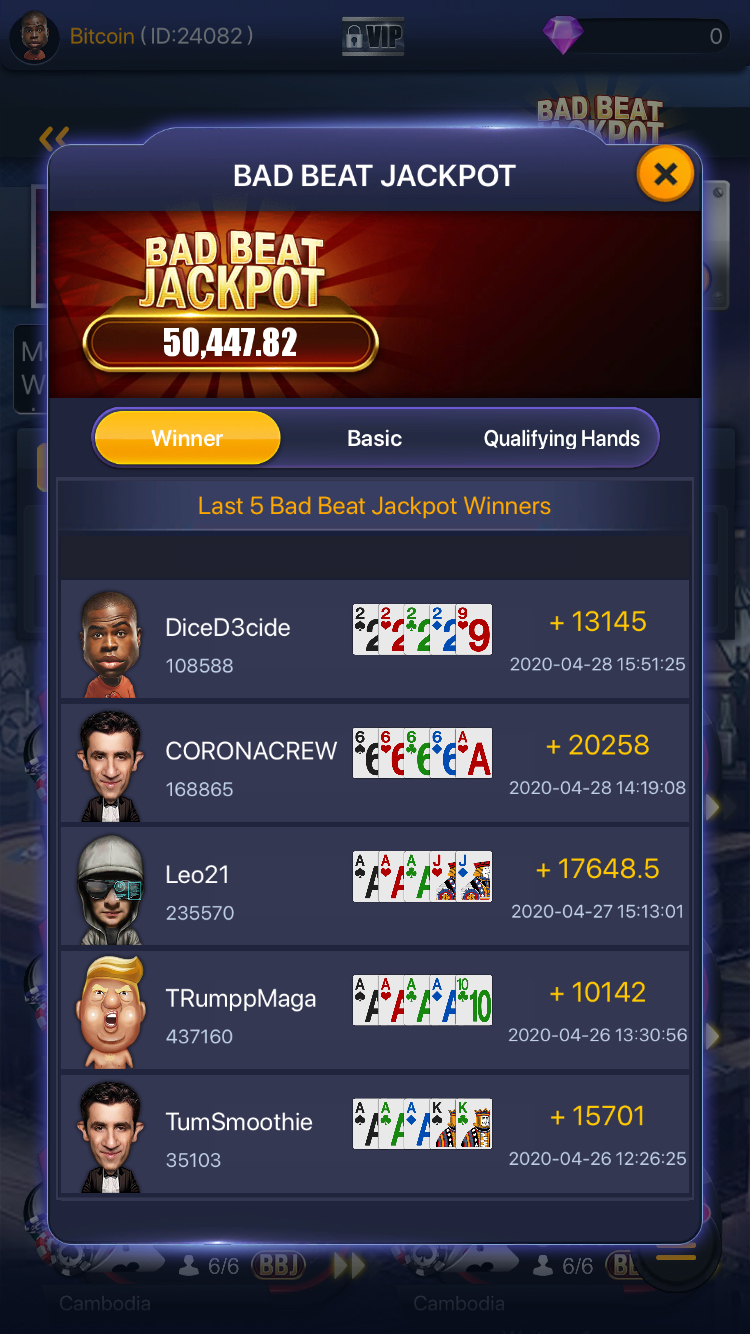 Bitcoin ( ID:24082 )
VIP
0
BAD BEAT
JACKPOT
BAD BEAT JACKPOT
BAD BEAT
JACKPOT
50,447.82
Winner
Basic
Qualifying Hands
Last 5 Bad Beat Jackpot Winners
DiceD3cide
108588
2 2 2 2 9
+ 13145
2020-04-28 15:51:25
CORONACREW
168865
6 6 6 6 A
+ 20258
2020-04-28 14:19:08
Leo21
235570
A A A J J
+ 17648.5
2020-04-27 15:13:01
TRumppMaga
437160
A A A A 10
+ 10142
2020-04-26 13:30:56
TumSmoothie
35103
A A A K K
+ 15701
2020-04-26 12:26:25
6/6
BBJ
6/6
Cambodia
Cambodia